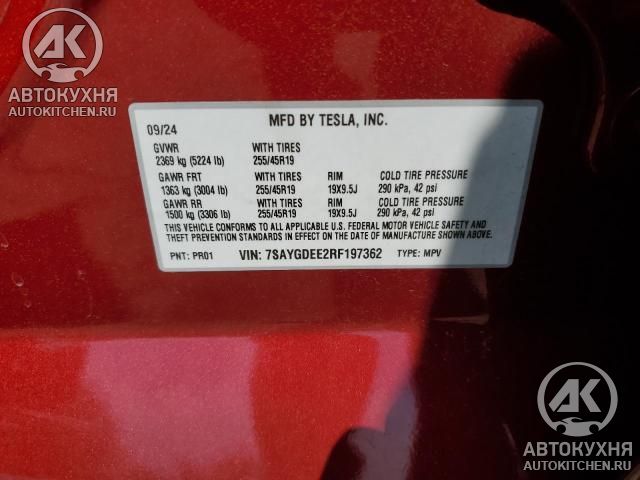 AK
АВТОКУХНЯ
AUTOKITCHEN.RU
MFD BY TESLA, INC.
09/24
GVWR WITH TIRES
2369 kg (5224 lb) 255/45R19
GAWR FRT WITH TIRES RIM COLD TIRE PRESSURE
1363 kg (3004 lb) 255/45R19 19X9.5J 290 kPa, 42 psi
GAWR RR WITH TIRES RIM COLD TIRE PRESSURE
1500 kg (3306 lb) 255/45R19 19X9.5J 290 kPa, 42 psi
THIS VEHICLE CONFORMS TO ALL APPLICABLE U.S. FEDERAL MOTOR VEHICLE SAFETY AND
THEFT PREVENTION STANDARDS IN EFFECT ON THE DATE OF MANUFACTURE SHOWN ABOVE.
PNT: PR01 VIN: 7SAYGDEE2RF197362 TYPE: MPV
AK
АВТОКУХНЯ
AUTOKITCHEN.RU